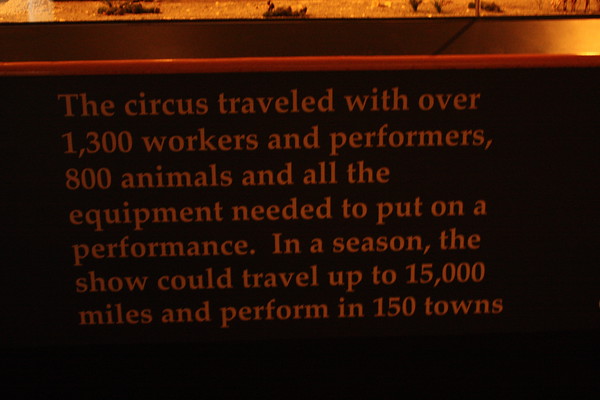 The circus traveled with over
1,300 workers and performers,
800 animals and all the
equipment needed to put on a
performance.  In a season, the
show could travel up to 15,000
miles and perform in 150 towns